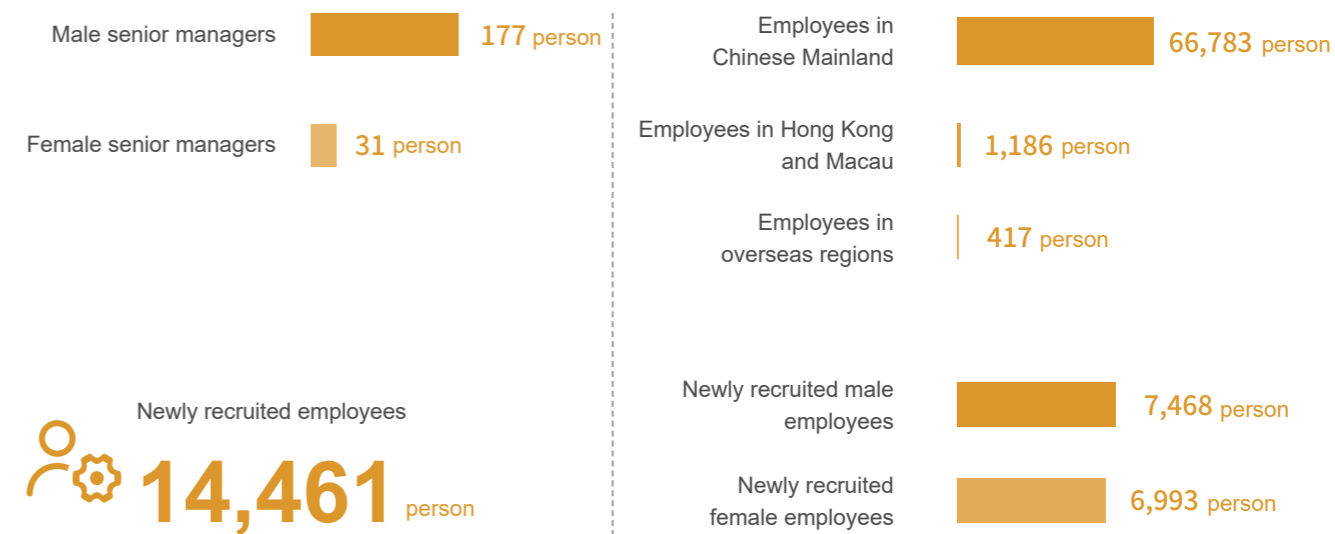 Male senior managers
177 person
Female senior managers
31 person
Employees in
Chinese Mainland
66,783 person
Employees in Hong Kong
and Macau
1,186 person
Employees in
overseas regions
417 person
Newly recruited employees
14,461 person
Newly recruited male
employees
7,468 person
Newly recruited
female employees
6,993 person